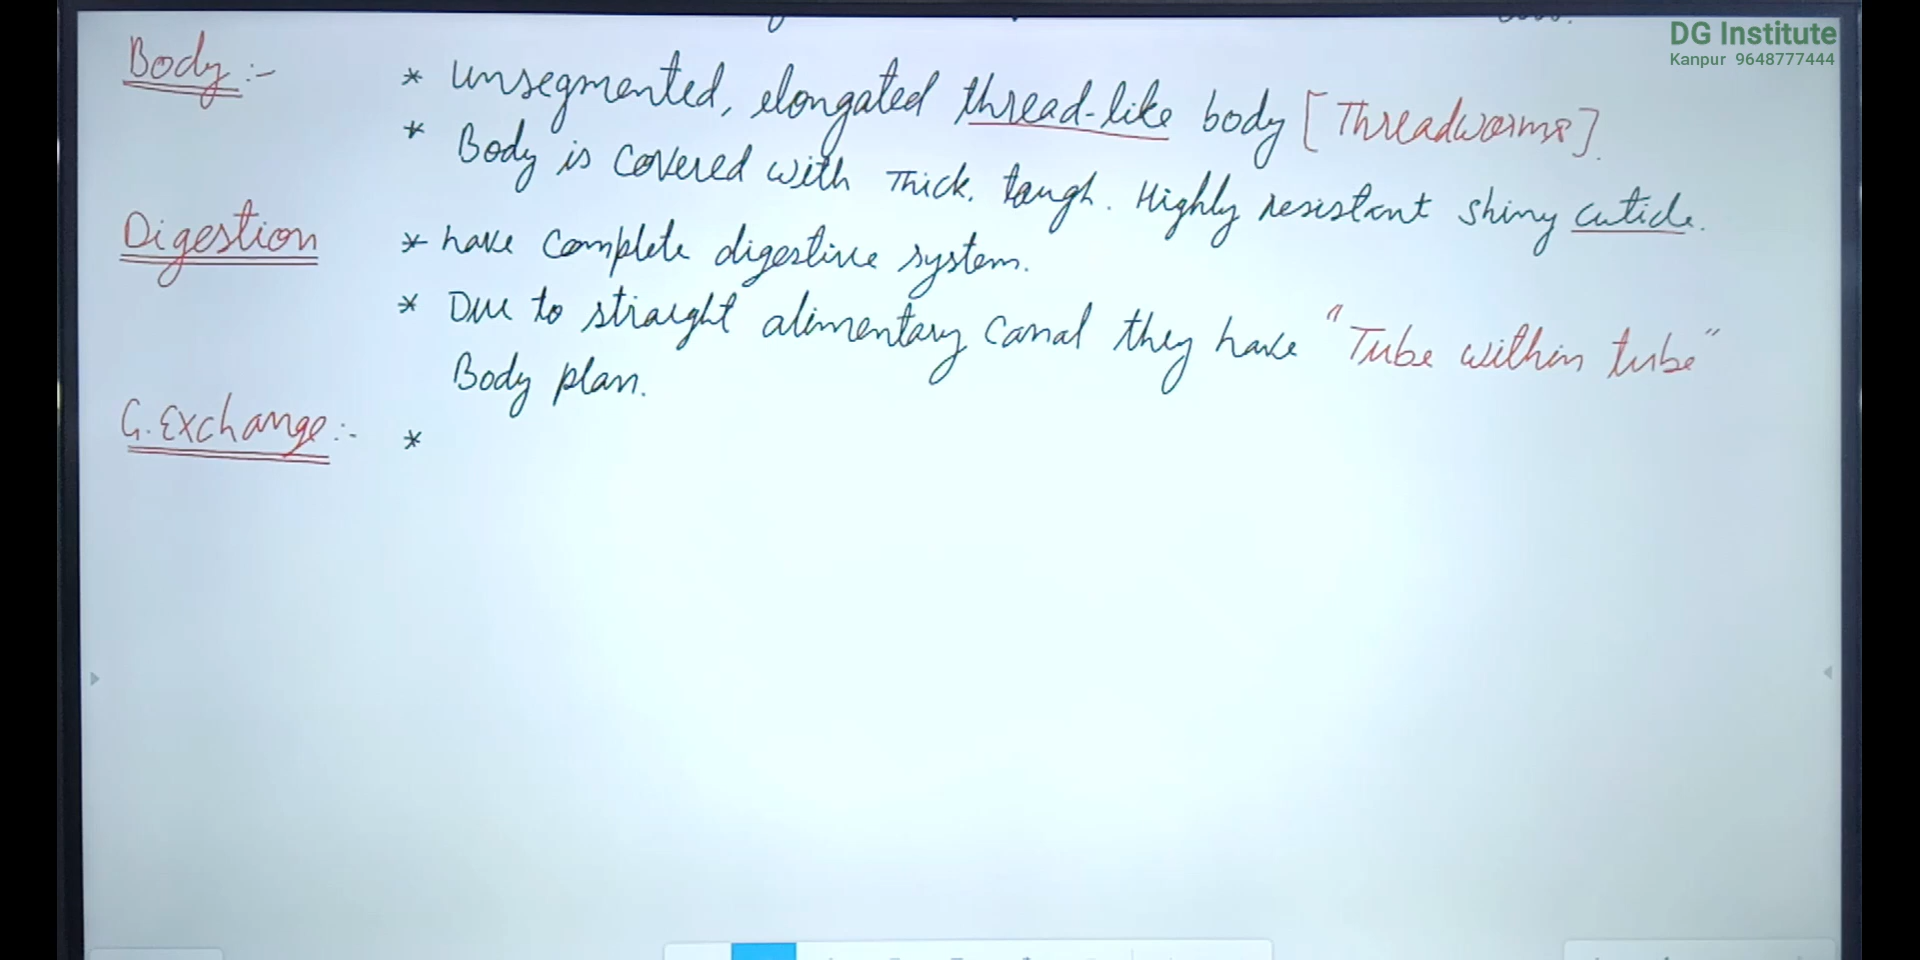 DG Institute
Kanpur 9648777444
Body :-
* Unsegmented, elongated thread-like body [Threadworms].
* Body is covered with Thick, tough. Highly resistant shiny cuticle.
Digestion
* have complete digestive system.
* Due to straight alimentary canal they have "Tube within tube"
Body plan.
G. Exchange :-
*